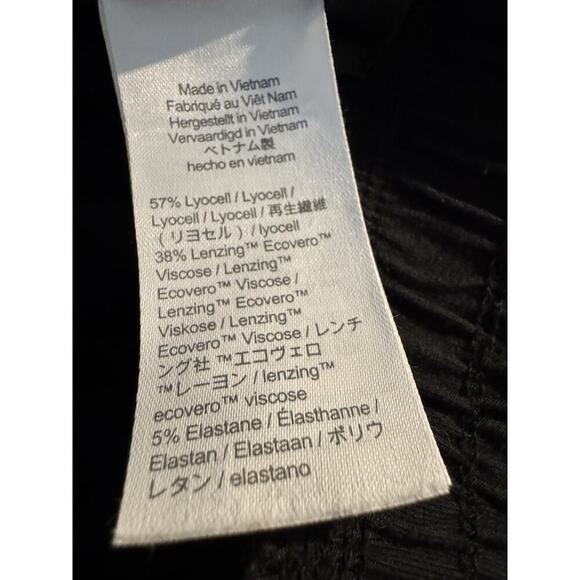 Made in Vietnam
Fabriqué au Viêt Nam
Hergestellt in Vietnam
Vervaardigd in Vietnam
ベトナム製
hecho en vietnam
57% Lyocell / Lyocell /
Lyocell / Lyocell / 再生繊維
（リヨセル）/ lyocell
38% Lenzing™ Ecovero™
Viscose / Lenzing™
Ecovero™ Viscose /
Lenzing™ Ecovero™
Viskose / Lenzing™
Ecovero™ Viscose / レンチ
ング社 ™エコヴェロ
™レーヨン / lenzing™
ecovero™ viscose
5% Elastane / Élasthanne /
Elastan / Elastaan / ポリウ
レタン / elastano